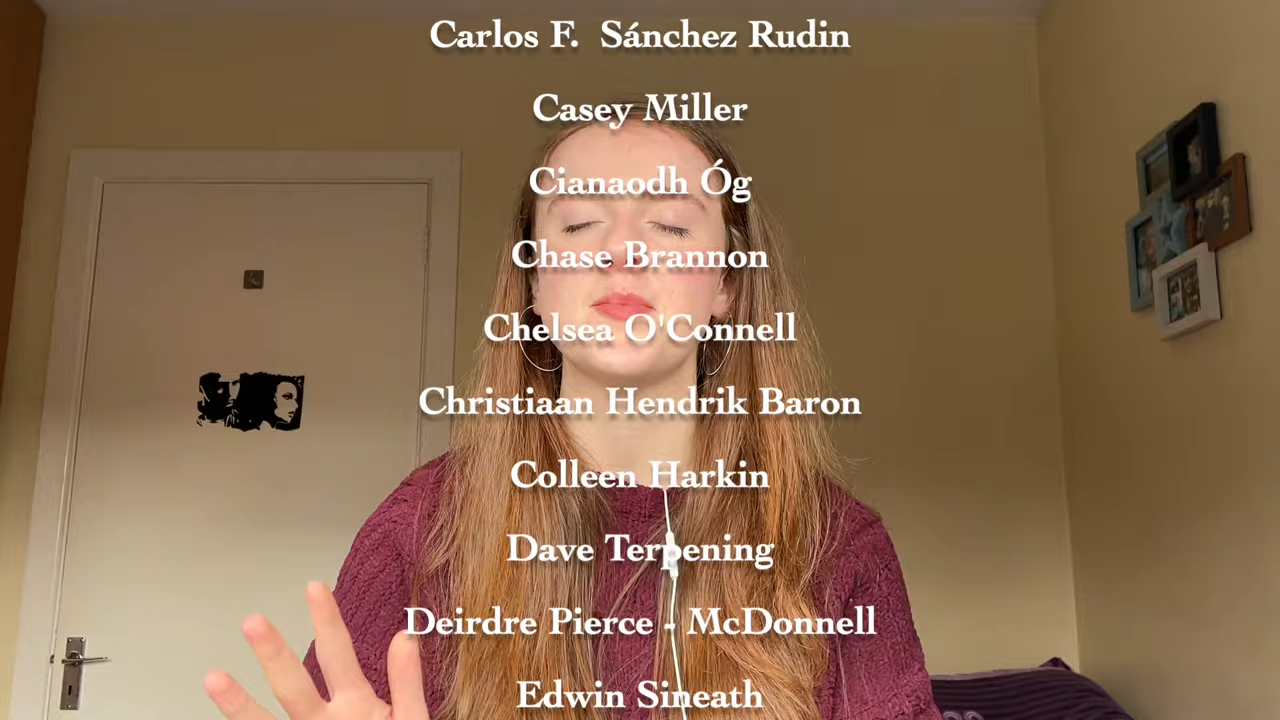 Carlos F.  Sánchez Rudin
Casey Miller
Cianaodh Óg
Chase Brannon
Chelsea O'Connell
Christiaan Hendrik Baron
Colleen Harkin
Dave Terpening
Deirdre Pierce - McDonnell
Edwin Sineath